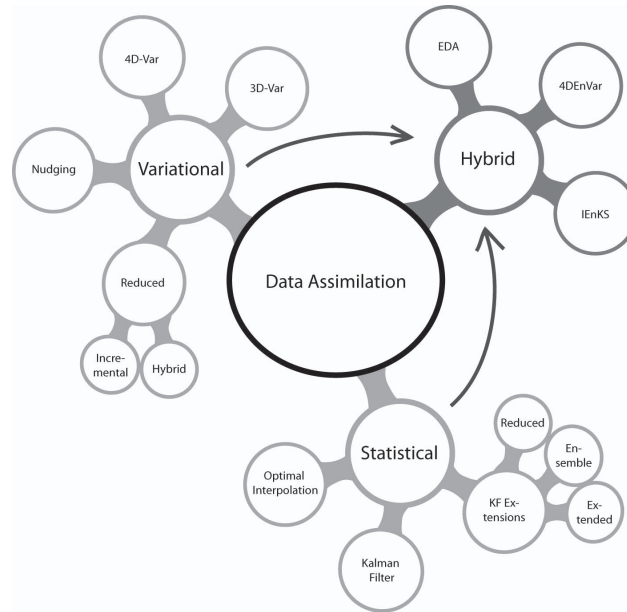 EDA
4D-Var
3D-Var
4DEnVar
Variational
Hybrid
Nudging
IEnKS
Reduced
Data Assimilation
Incre-
mental
Hybrid
Reduced
Statistical
En-
semble
Optimal
Interpolation
KF Ex-
tensions
Ex-
tended
Kalman
Filter